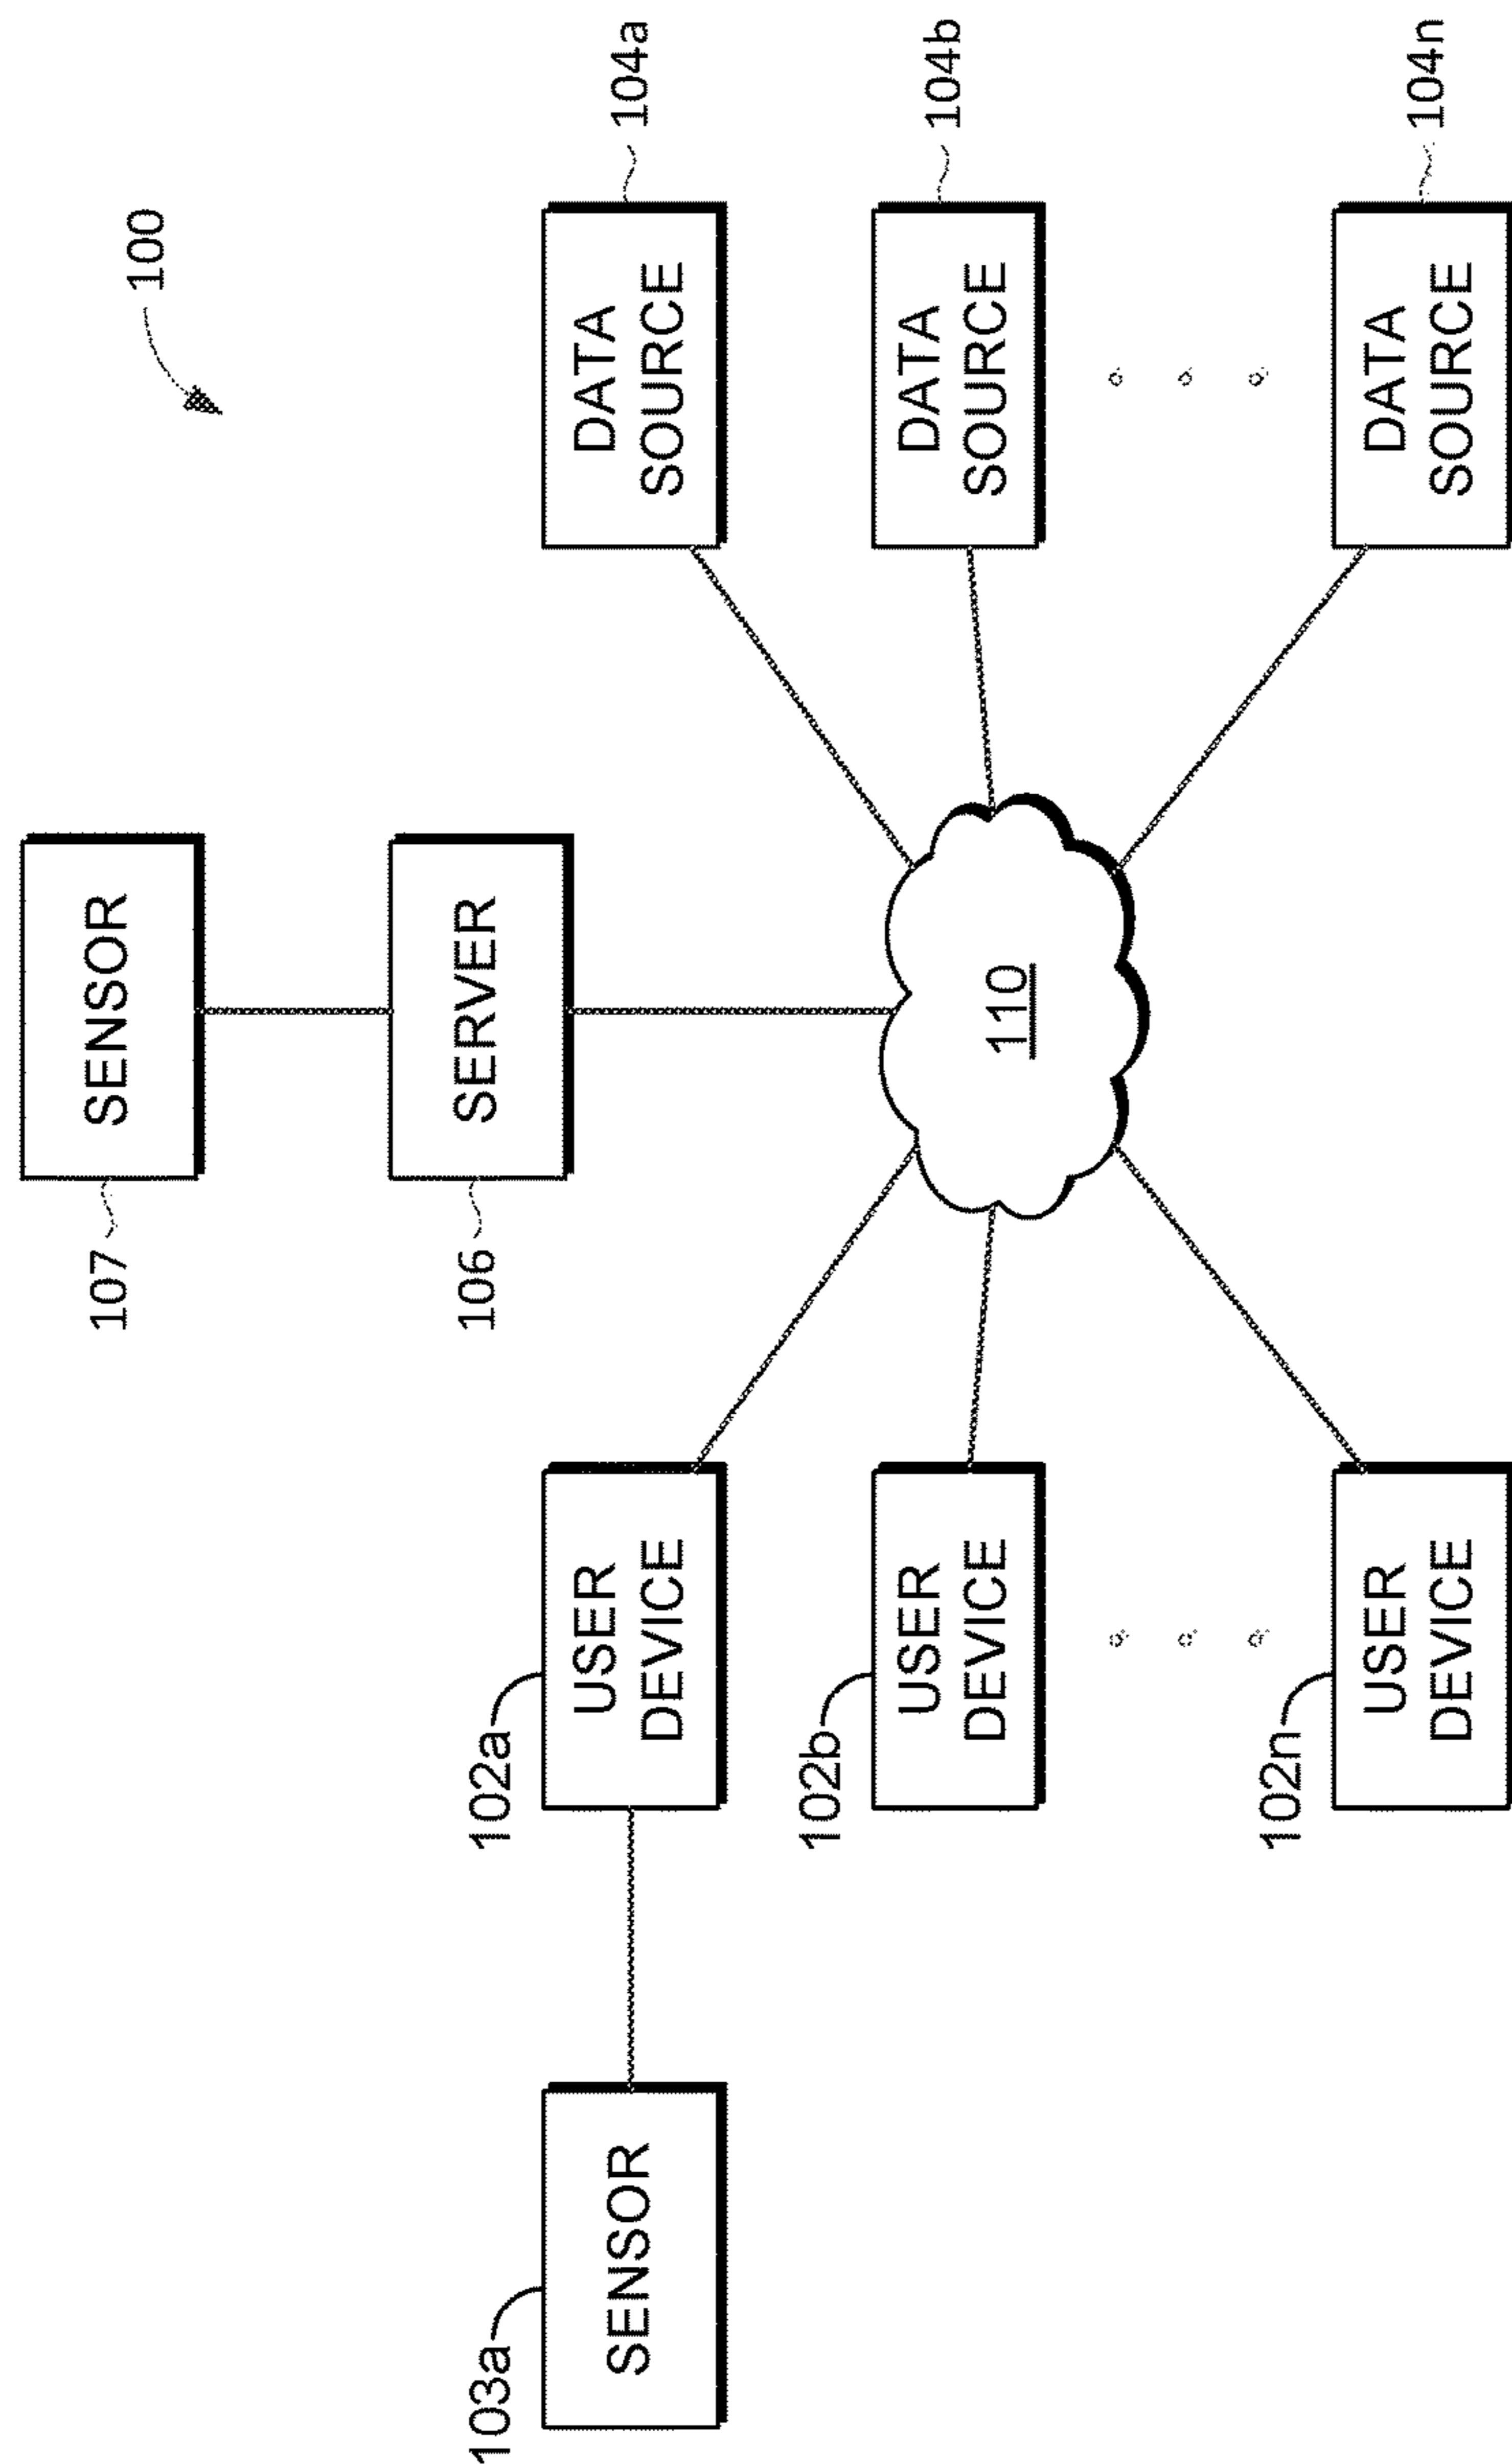 100
107
SENSOR
106
SERVER
103a
SENSOR
102a
USER
DEVICE
104a
DATA
SOURCE
110
102b
USER
DEVICE
104b
DATA
SOURCE
102n
USER
DEVICE
104n
DATA
SOURCE